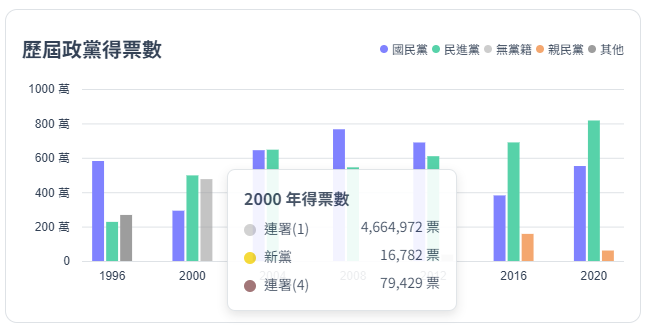 歷屆政黨得票數
國民黨 民進黨 無黨籍 親民黨 其他
1000 萬
800 萬
600 萬
400 萬
200 萬
0
2000 年得票數
連署(1) 4,664,972 票
新黨 16,782 票
連署(4) 79,429 票
1996 2000 2004 2008 2012 2016 2020